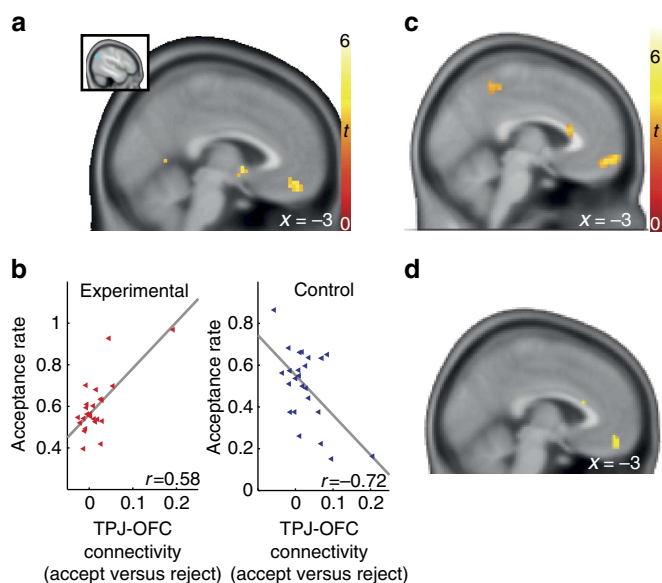 a
6
t
0
x = –3
c
6
t
0
x = –3
b
Experimental
Acceptance rate
1
0.8
0.6
0.4
0
0.1
0.2
r=0.58
TPJ-OFC
connectivity
(accept versus reject)
Control
Acceptance rate
0.8
0.6
0.4
0.2
0
0
0.1
0.2
r=–0.72
TPJ-OFC
connectivity
(accept versus reject)
d
x = –3